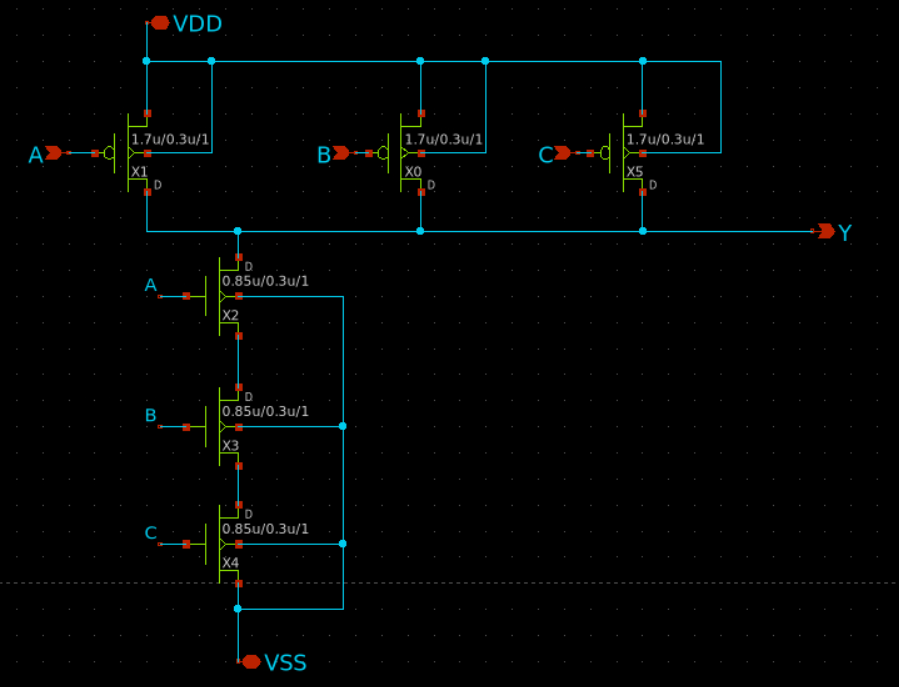 VDD
1.7u/0.3u/1
1.7u/0.3u/1
1.7u/0.3u/1
A
B
C
X1
X0
X5
D
D
D
Y
D
0.85u/0.3u/1
A
X2
D
0.85u/0.3u/1
B
X3
D
0.85u/0.3u/1
C
X4
VSS